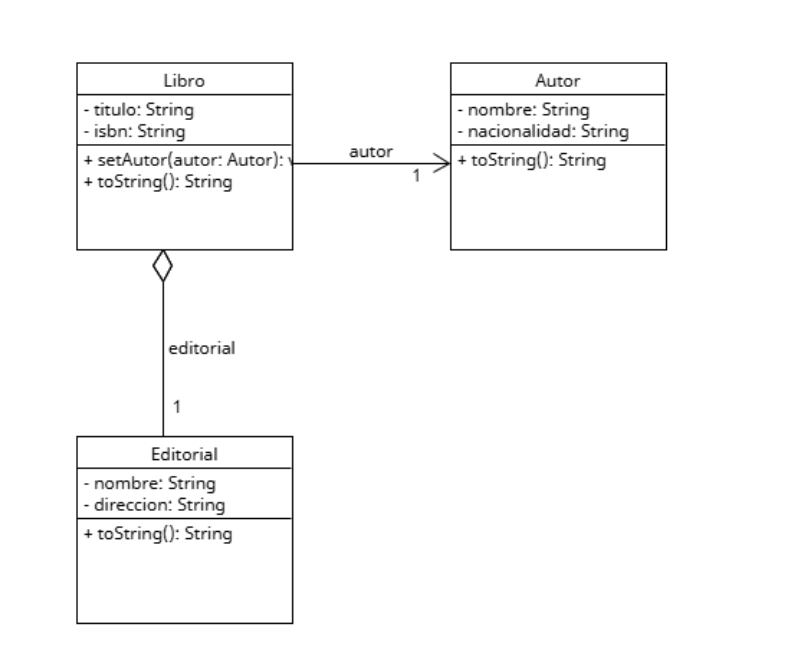 Libro
- titulo: String
- isbn: String
+ setAutor(autor: Autor):
+ toString(): String
autor
1
Autor
- nombre: String
- nacionalidad: String
+ toString(): String
editorial
1
Editorial
- nombre: String
- direccion: String
+ toString(): String